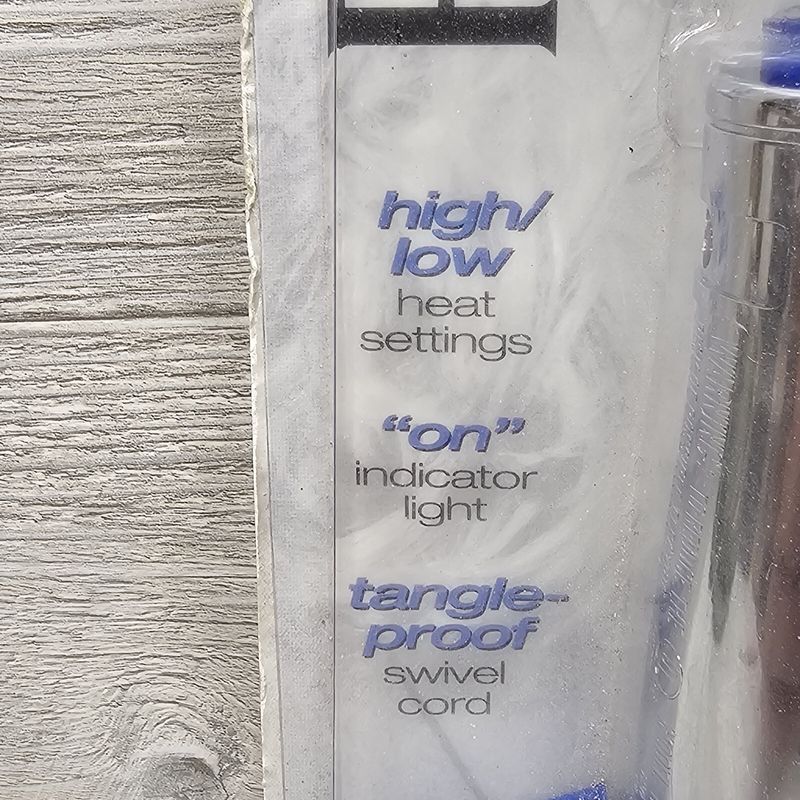 high/
low
heat
settings
“on”
indicator
light
tangle-
proof
swivel
cord